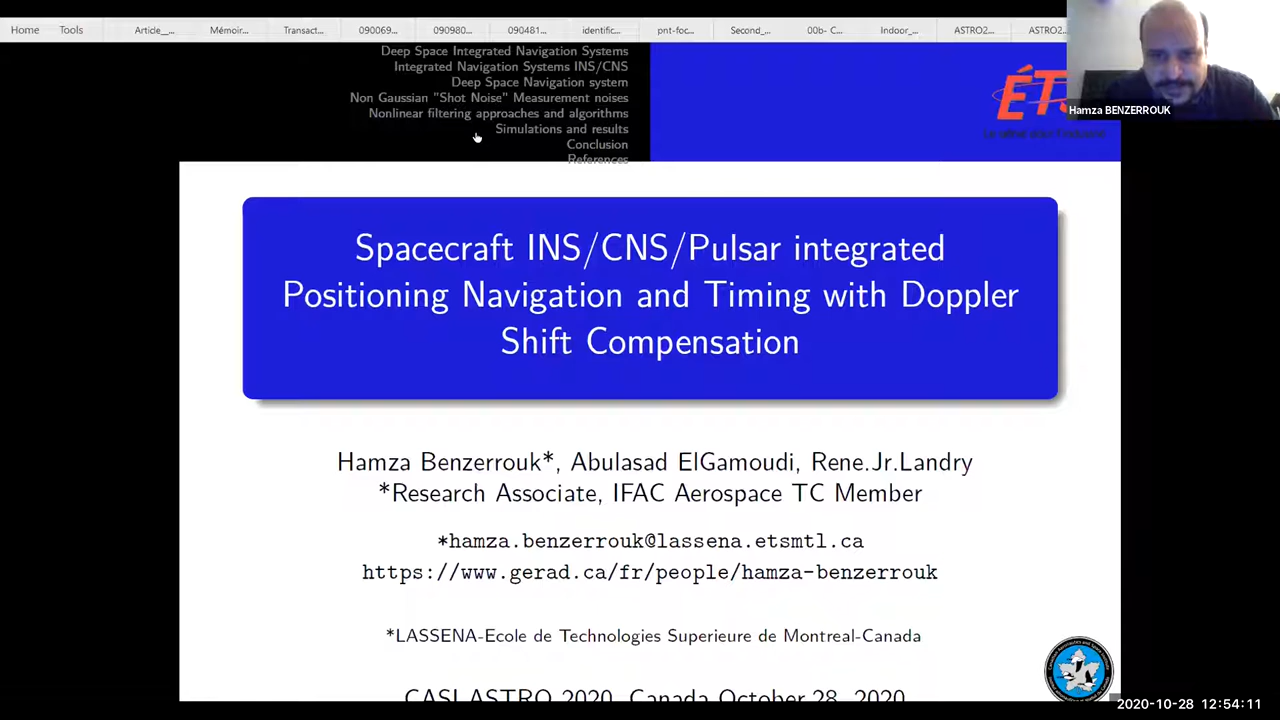 Home Tools Article__... Mémoir... Transact... 090069... 090980... 090481... identific... pnt-foc... Second_... 00b- C... Indoor_... ASTRO2... ASTRO2...
Deep Space Integrated Navigation Systems
Integrated Navigation Systems INS/CNS
Deep Space Navigation system
Non Gaussian "Shot Noise" Measurement noises
Nonlinear filtering approaches and algorithms
Simulations and results
Conclusion
References
ÉT
Hamza BENZERROUK
Spacecraft INS/CNS/Pulsar integrated
Positioning Navigation and Timing with Doppler
Shift Compensation
Hamza Benzerrouk*, Abulasad ElGamoudi, Rene.Jr.Landry
*Research Associate, IFAC Aerospace TC Member
*hamza.benzerrouk@lassena.etsmtl.ca
https://www.gerad.ca/fr/people/hamza-benzerrouk
*LASSENA-Ecole de Technologies Superieure de Montreal-Canada
CASI ASTRO 2020, Canada October 28, 2020
2020-10-28 12:54:11